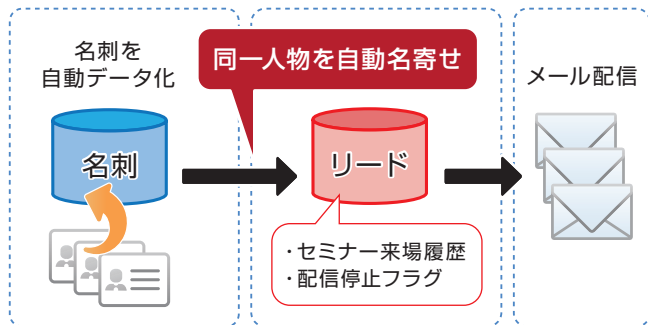 名刺を
自動データ化
名刺
同一人物を自動名寄せ
リード
・セミナー来場履歴
・配信停止フラグ
メール配信